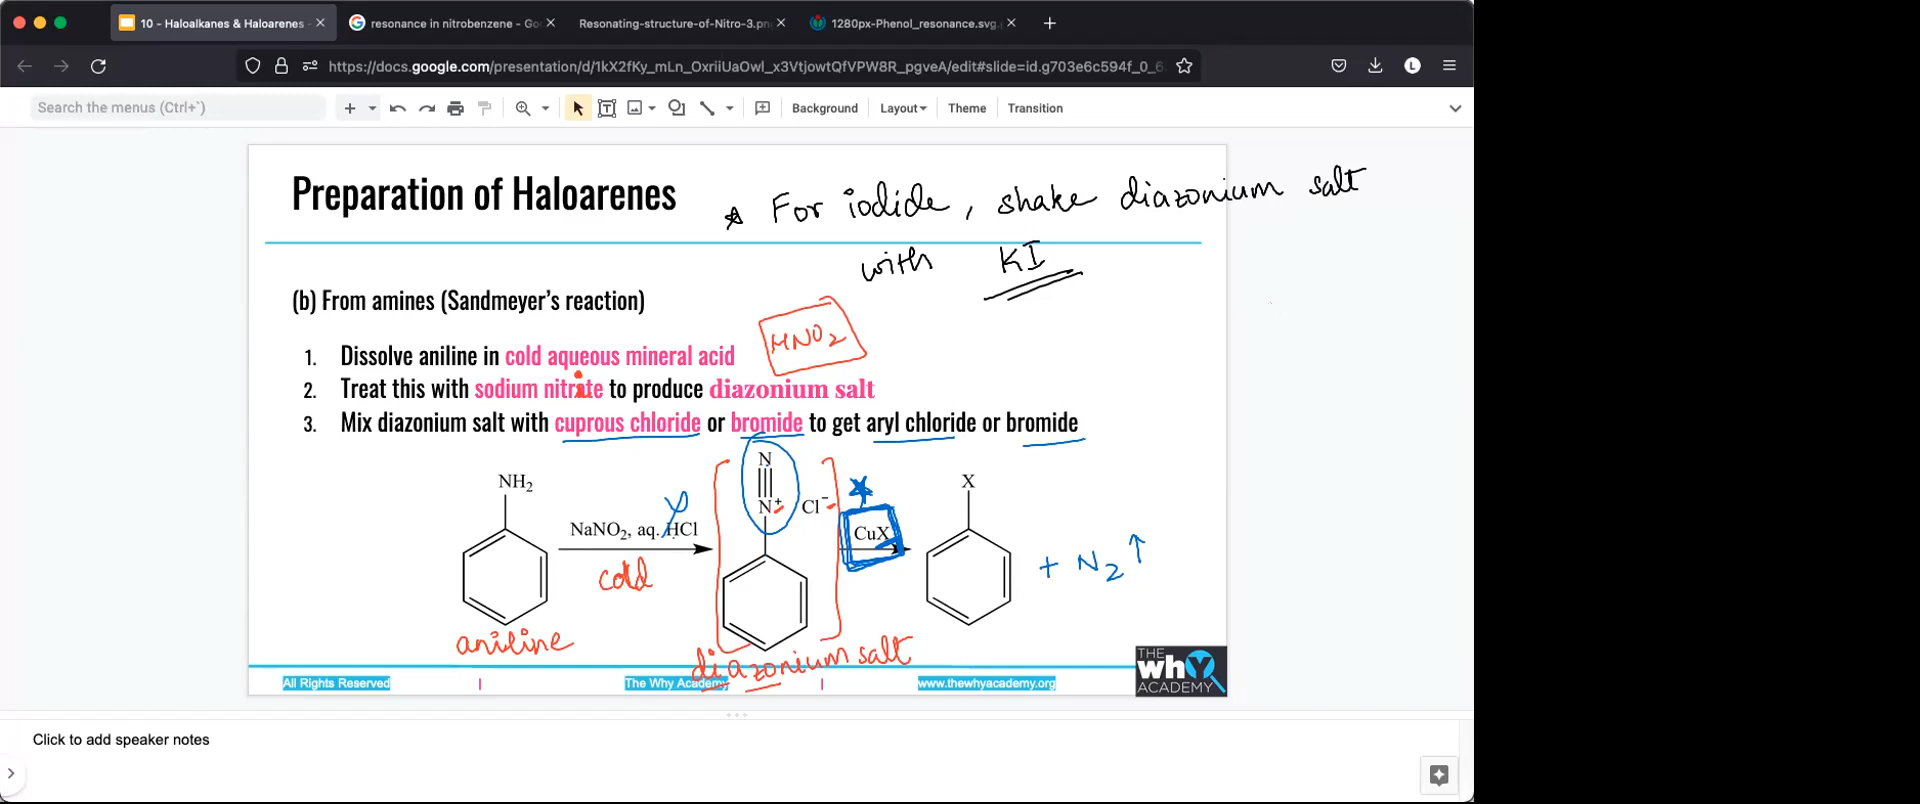 10 - Haloalkanes & Haloarenes -
resonance in nitrobenzene - Go
Resonating-structure-of-Nitro-3.pn
1280px-Phenol_resonance.svg.
https://docs.google.com/presentation/d/1kX2fKy_mLn_OxriiUaOwl_x3VtjowtQfVPW8R_pgveA/edit#slide=id.g703e6c594f_0_6
L
Search the menus (Ctrl+`)
Background Layout Theme Transition
Preparation of Haloarenes
For iodide, shake diazonium salt
with KI
(b) From amines (Sandmeyer's reaction)
HNO2
1. Dissolve aniline in cold aqueous mineral acid
2. Treat this with sodium nitrite to produce diazonium salt
3. Mix diazonium salt with cuprous chloride or bromide to get aryl chloride or bromide
NH2
NaNO2, aq. HCl
cold
aniline
N
N+ Cl−
diazonium salt
CuX
X
+ N2 ↑
All Rights Reserved | The Why Academy | www.thewhyacademy.org
THE
whY
ACADEMY
Click to add speaker notes